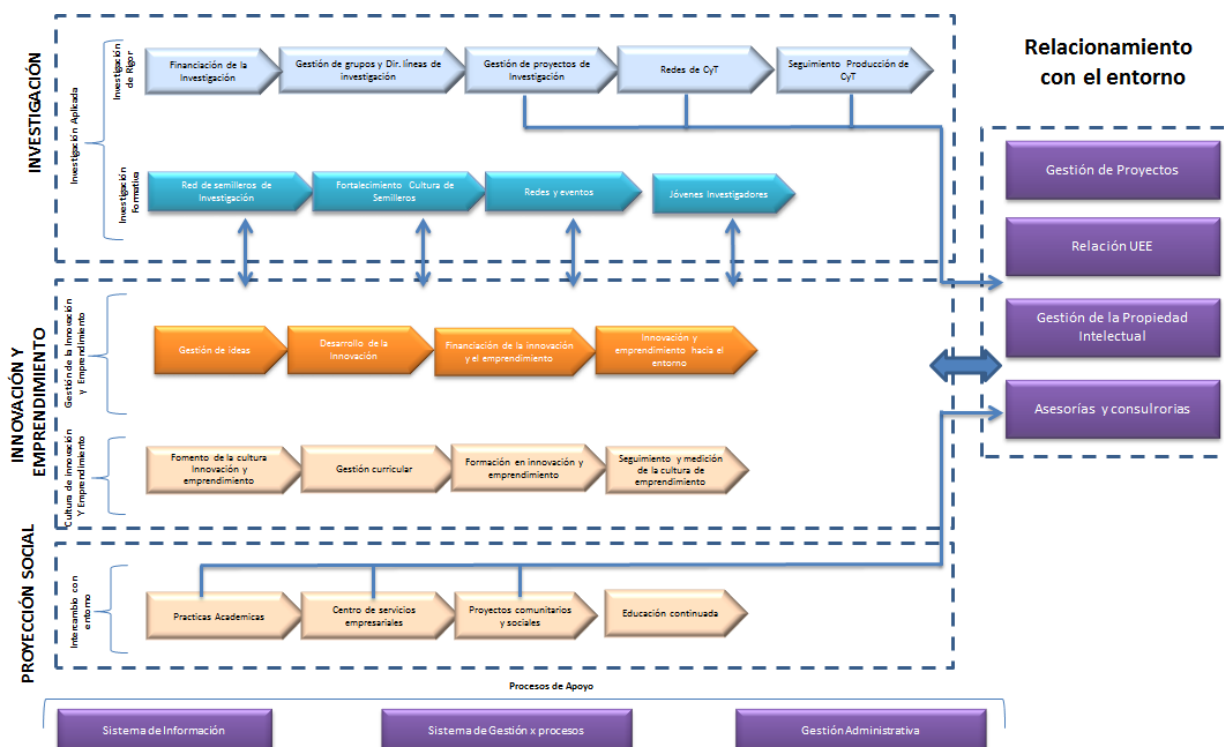 INVESTIGACIÓN
Investigación Aplicada
Investigación
de Rigor
Financiación de la
Investigación
Gestión de grupos y Dir. líneas de
investigación
Gestión de proyectos de
Investigación
Redes de CyT
Seguimiento Producción de
CyT
Investigación
Formativa
Red de semilleros de
Investigación
Fortalecimiento Cultura de
Semilleros
Redes y eventos
Jóvenes Investigadores
Relacionamiento
con el entorno
Gestión de Proyectos
Relación UEE
Gestión de la Propiedad
Intelectual
Asesorías y consulrorias
INNOVACIÓN Y
EMPRENDIMIENTO
Gestión de la Innovación
y Emprendimiento
Gestión de ideas
Desarrollo de la
Innovación
Financiación de la innovación
y el emprendimiento
Innovación y
emprendimiento hacia el
entorno
Cultura de innovación
Y Emprendimiento
Fomento de la cultura
Innovación y
emprendimiento
Gestión curricular
Formación en innovación y
emprendimiento
Seguimiento y medición
de la cultura de
emprendimiento
PROYECCIÓN SOCIAL
Intercambio con
entorno
Practicas Academicas
Centro de servicios
empresariales
Proyectos comunitarios
y sociales
Educación continuada
Procesos de Apoyo
Sistema de Información
Sistema de Gestión x procesos
Gestión Administrativa